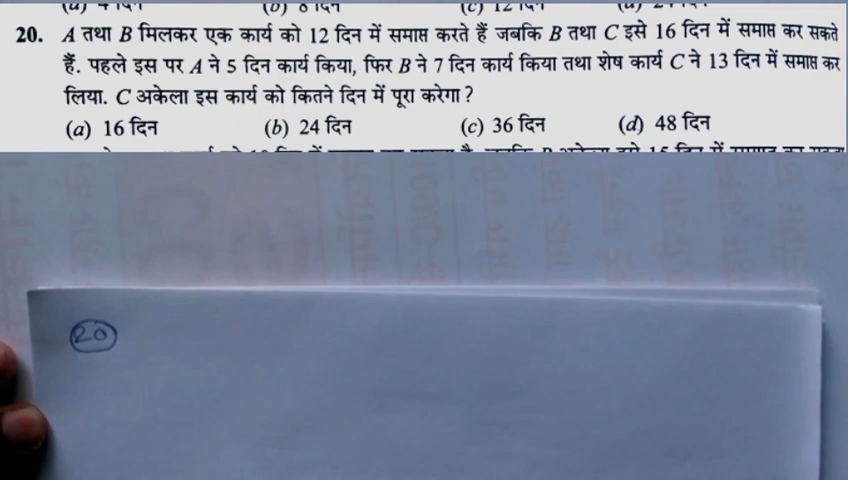 20. A तथा B मिलकर एक कार्य को 12 दिन में समाप्त करते हैं जबकि B तथा C इसे 16 दिन में समाप्त कर सकते
हैं. पहले इस पर A ने 5 दिन कार्य किया, फिर B ने 7 दिन कार्य किया तथा शेष कार्य C ने 13 दिन में समाप्त कर
लिया. C अकेला इस कार्य को कितने दिन में पूरा करेगा ?
(a) 16 दिन (b) 24 दिन (c) 36 दिन (d) 48 दिन
20